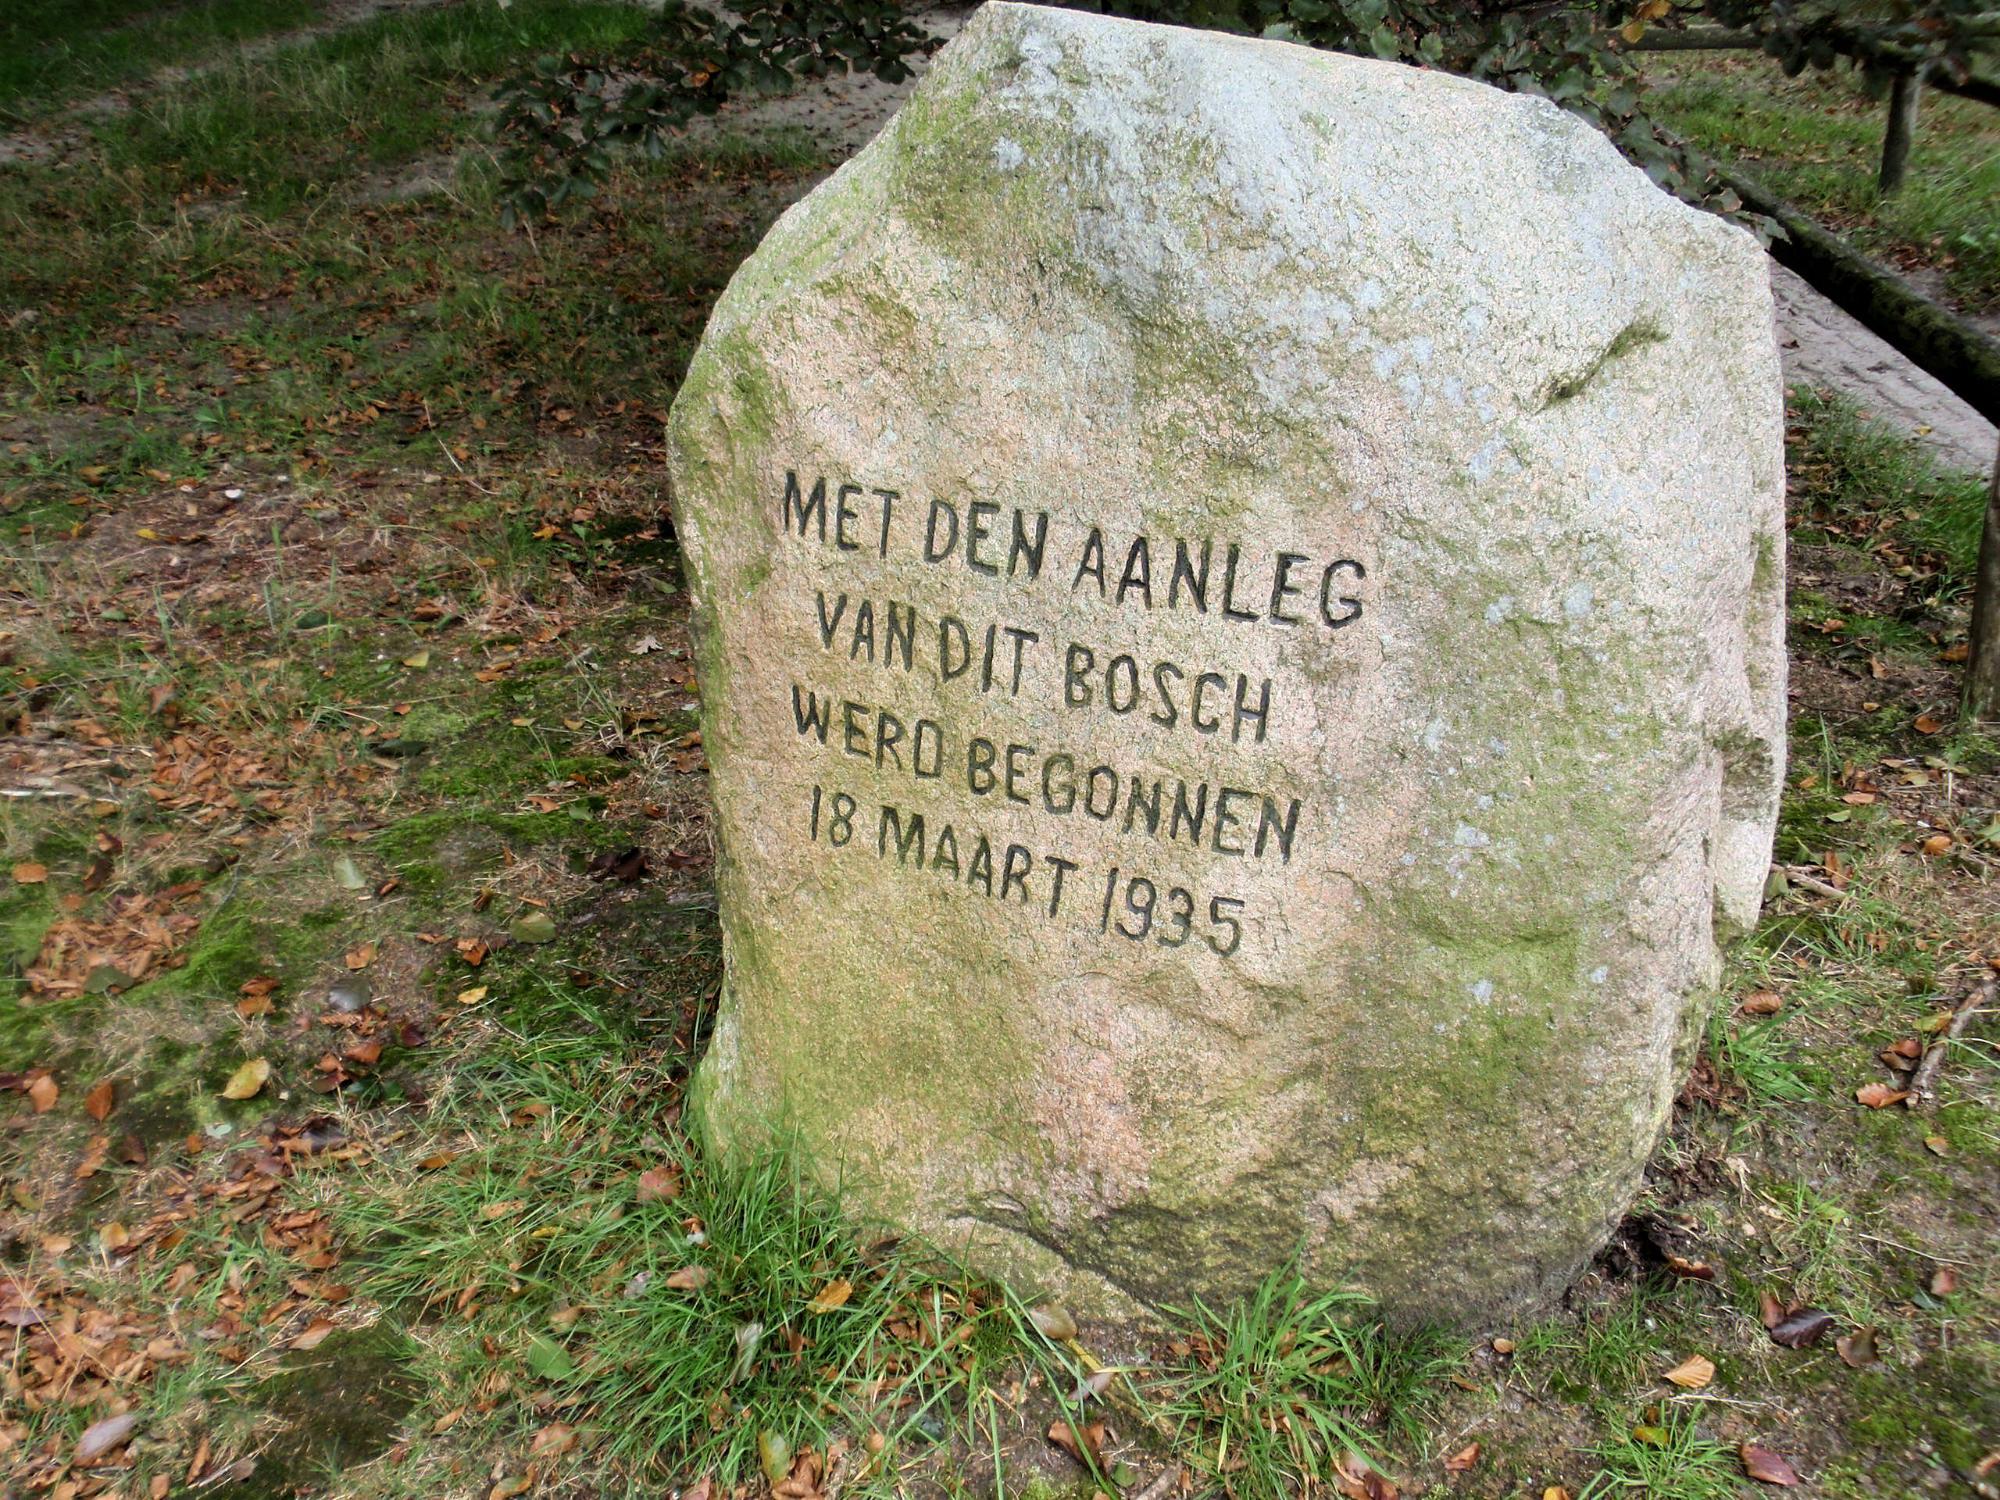 MET DEN AANLEG
VAN DIT BOSCH
WERD BEGONNEN
18 MAART 1935